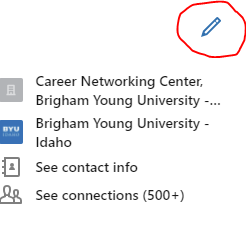 Career Networking Center,
Brigham Young University -...
BYU
Brigham Young University -
Idaho
See contact info
See connections (500+)